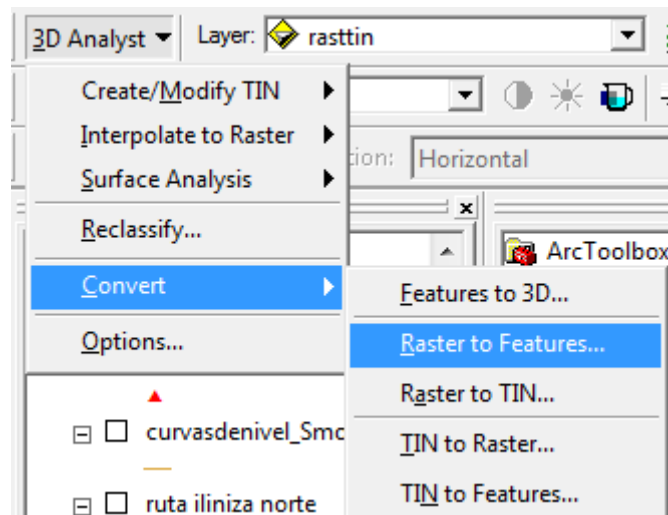 3D Analyst Layer: rasttin
Create/Modify TIN
Interpolate to Raster
tion: Horizontal
Surface Analysis
Reclassify...
ArcToolbox
Convert
Features to 3D...
Options...
Raster to Features...
Raster to TIN...
curvasdenivel_Smo
TIN to Raster...
ruta iliniza norte
TIN to Features...